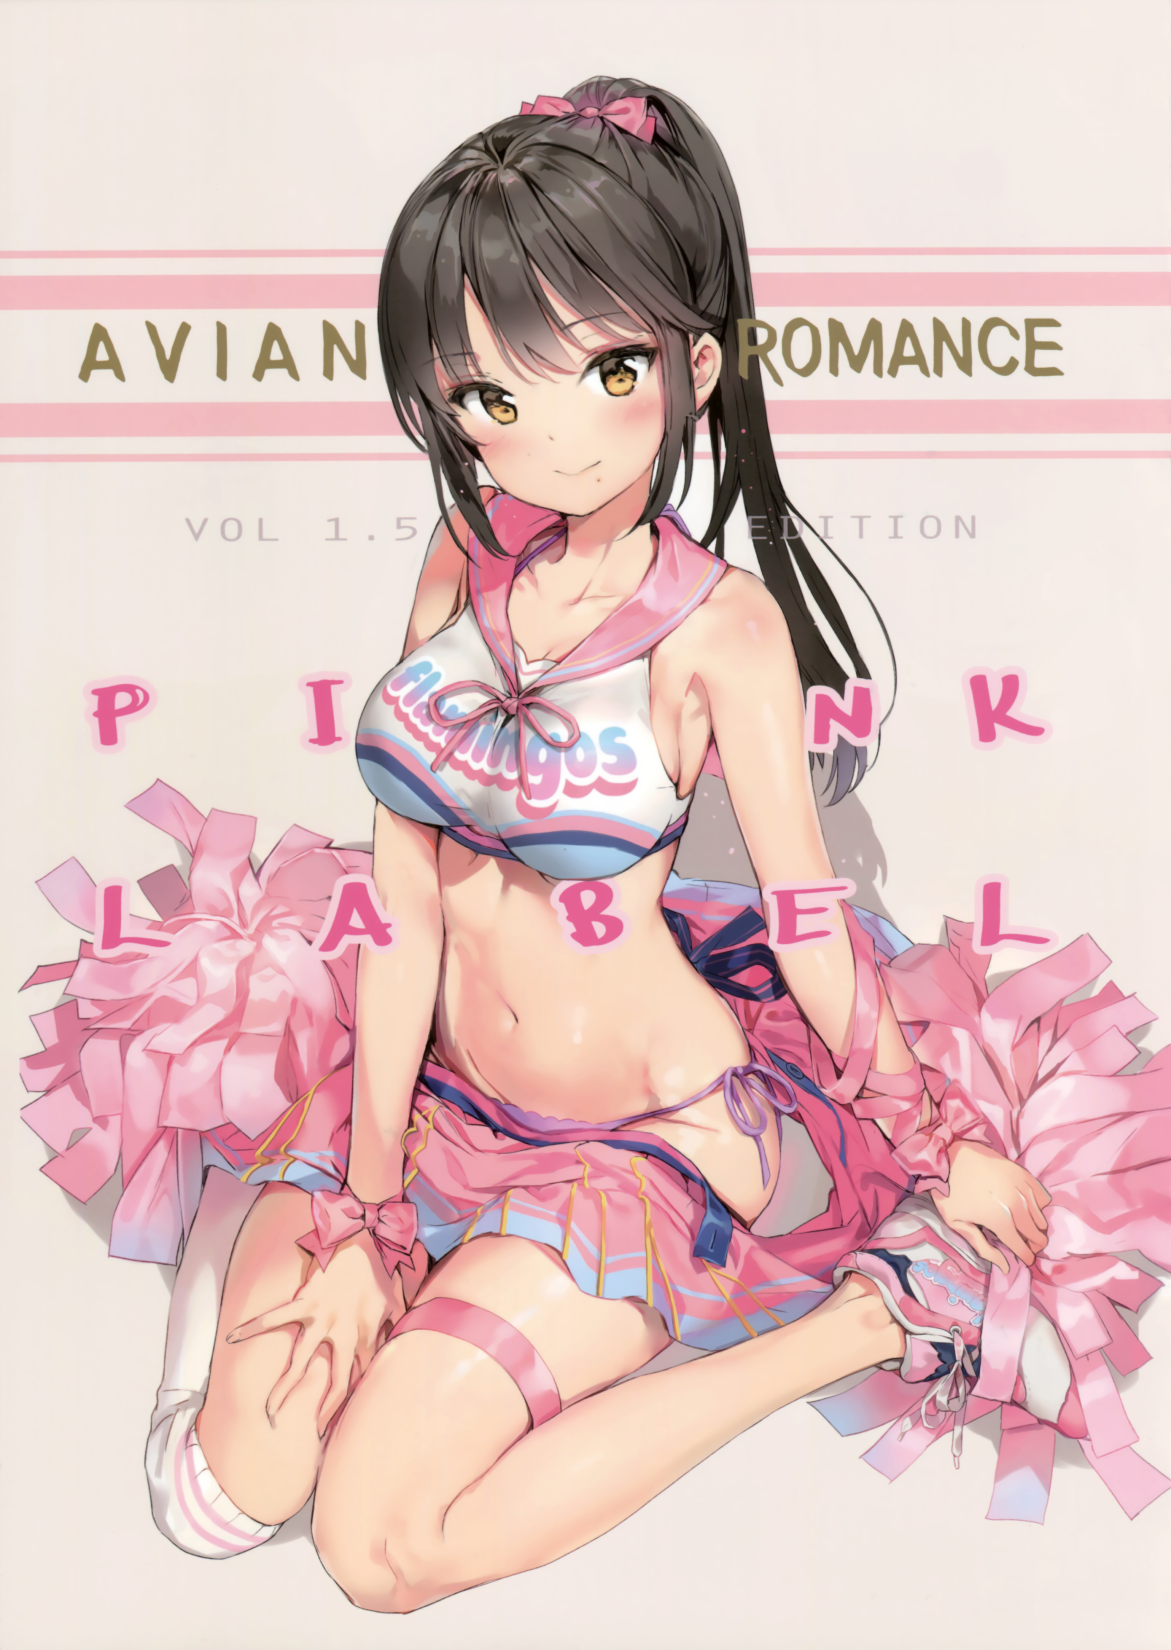 AVIAN ROMANCE
VOL 1.5 EDITION
PINK
flamingos
LABEL